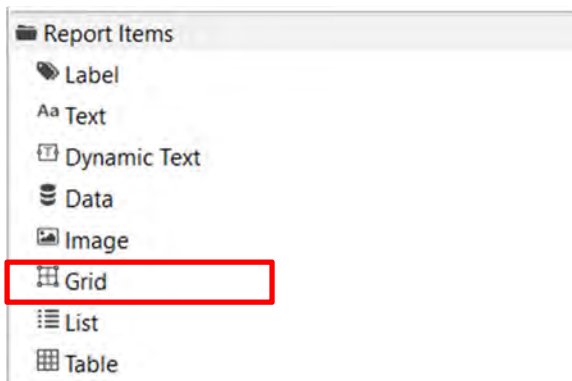 Report Items
Label
Aa Text
Dynamic Text
Data
Image
Grid
List
Table